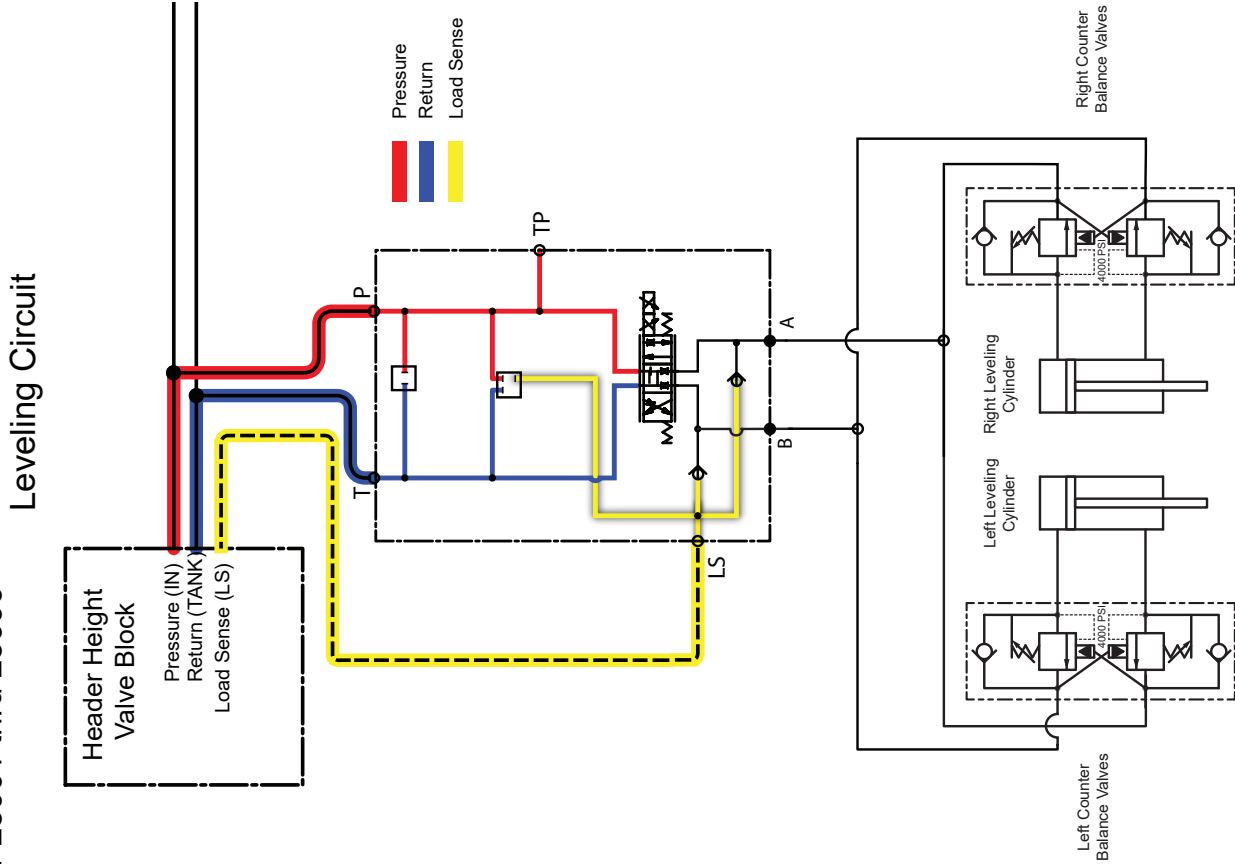 Leveling Circuit
Header Height
Valve Block
Pressure (IN)
Return (TANK)
Load Sense (LS)
Pressure
Return
Load Sense
P
T
TP
LS
A
B
Left Leveling
Cylinder
Right Leveling
Cylinder
4000 PSI
4000 PSI
Left Counter
Balance Valves
Right Counter
Balance Valves